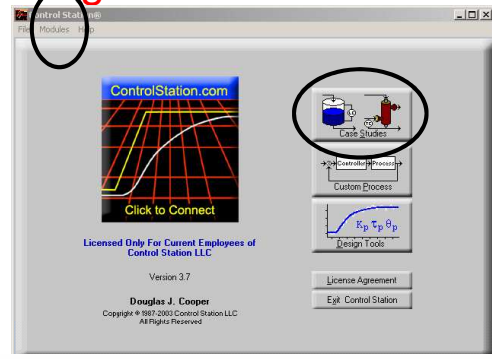 Control Station®
File Modules Help
ControlStation.com
Click to Connect
Licensed Only For Current Employees of
Control Station LLC
Version 3.7
Douglas J. Cooper
Copyright © 1987-2003 Control Station LLC
All Rights Reserved
Case Studies
Controller Process
Custom Process
Kp τp θp
Design Tools
License Agreement
Exit Control Station